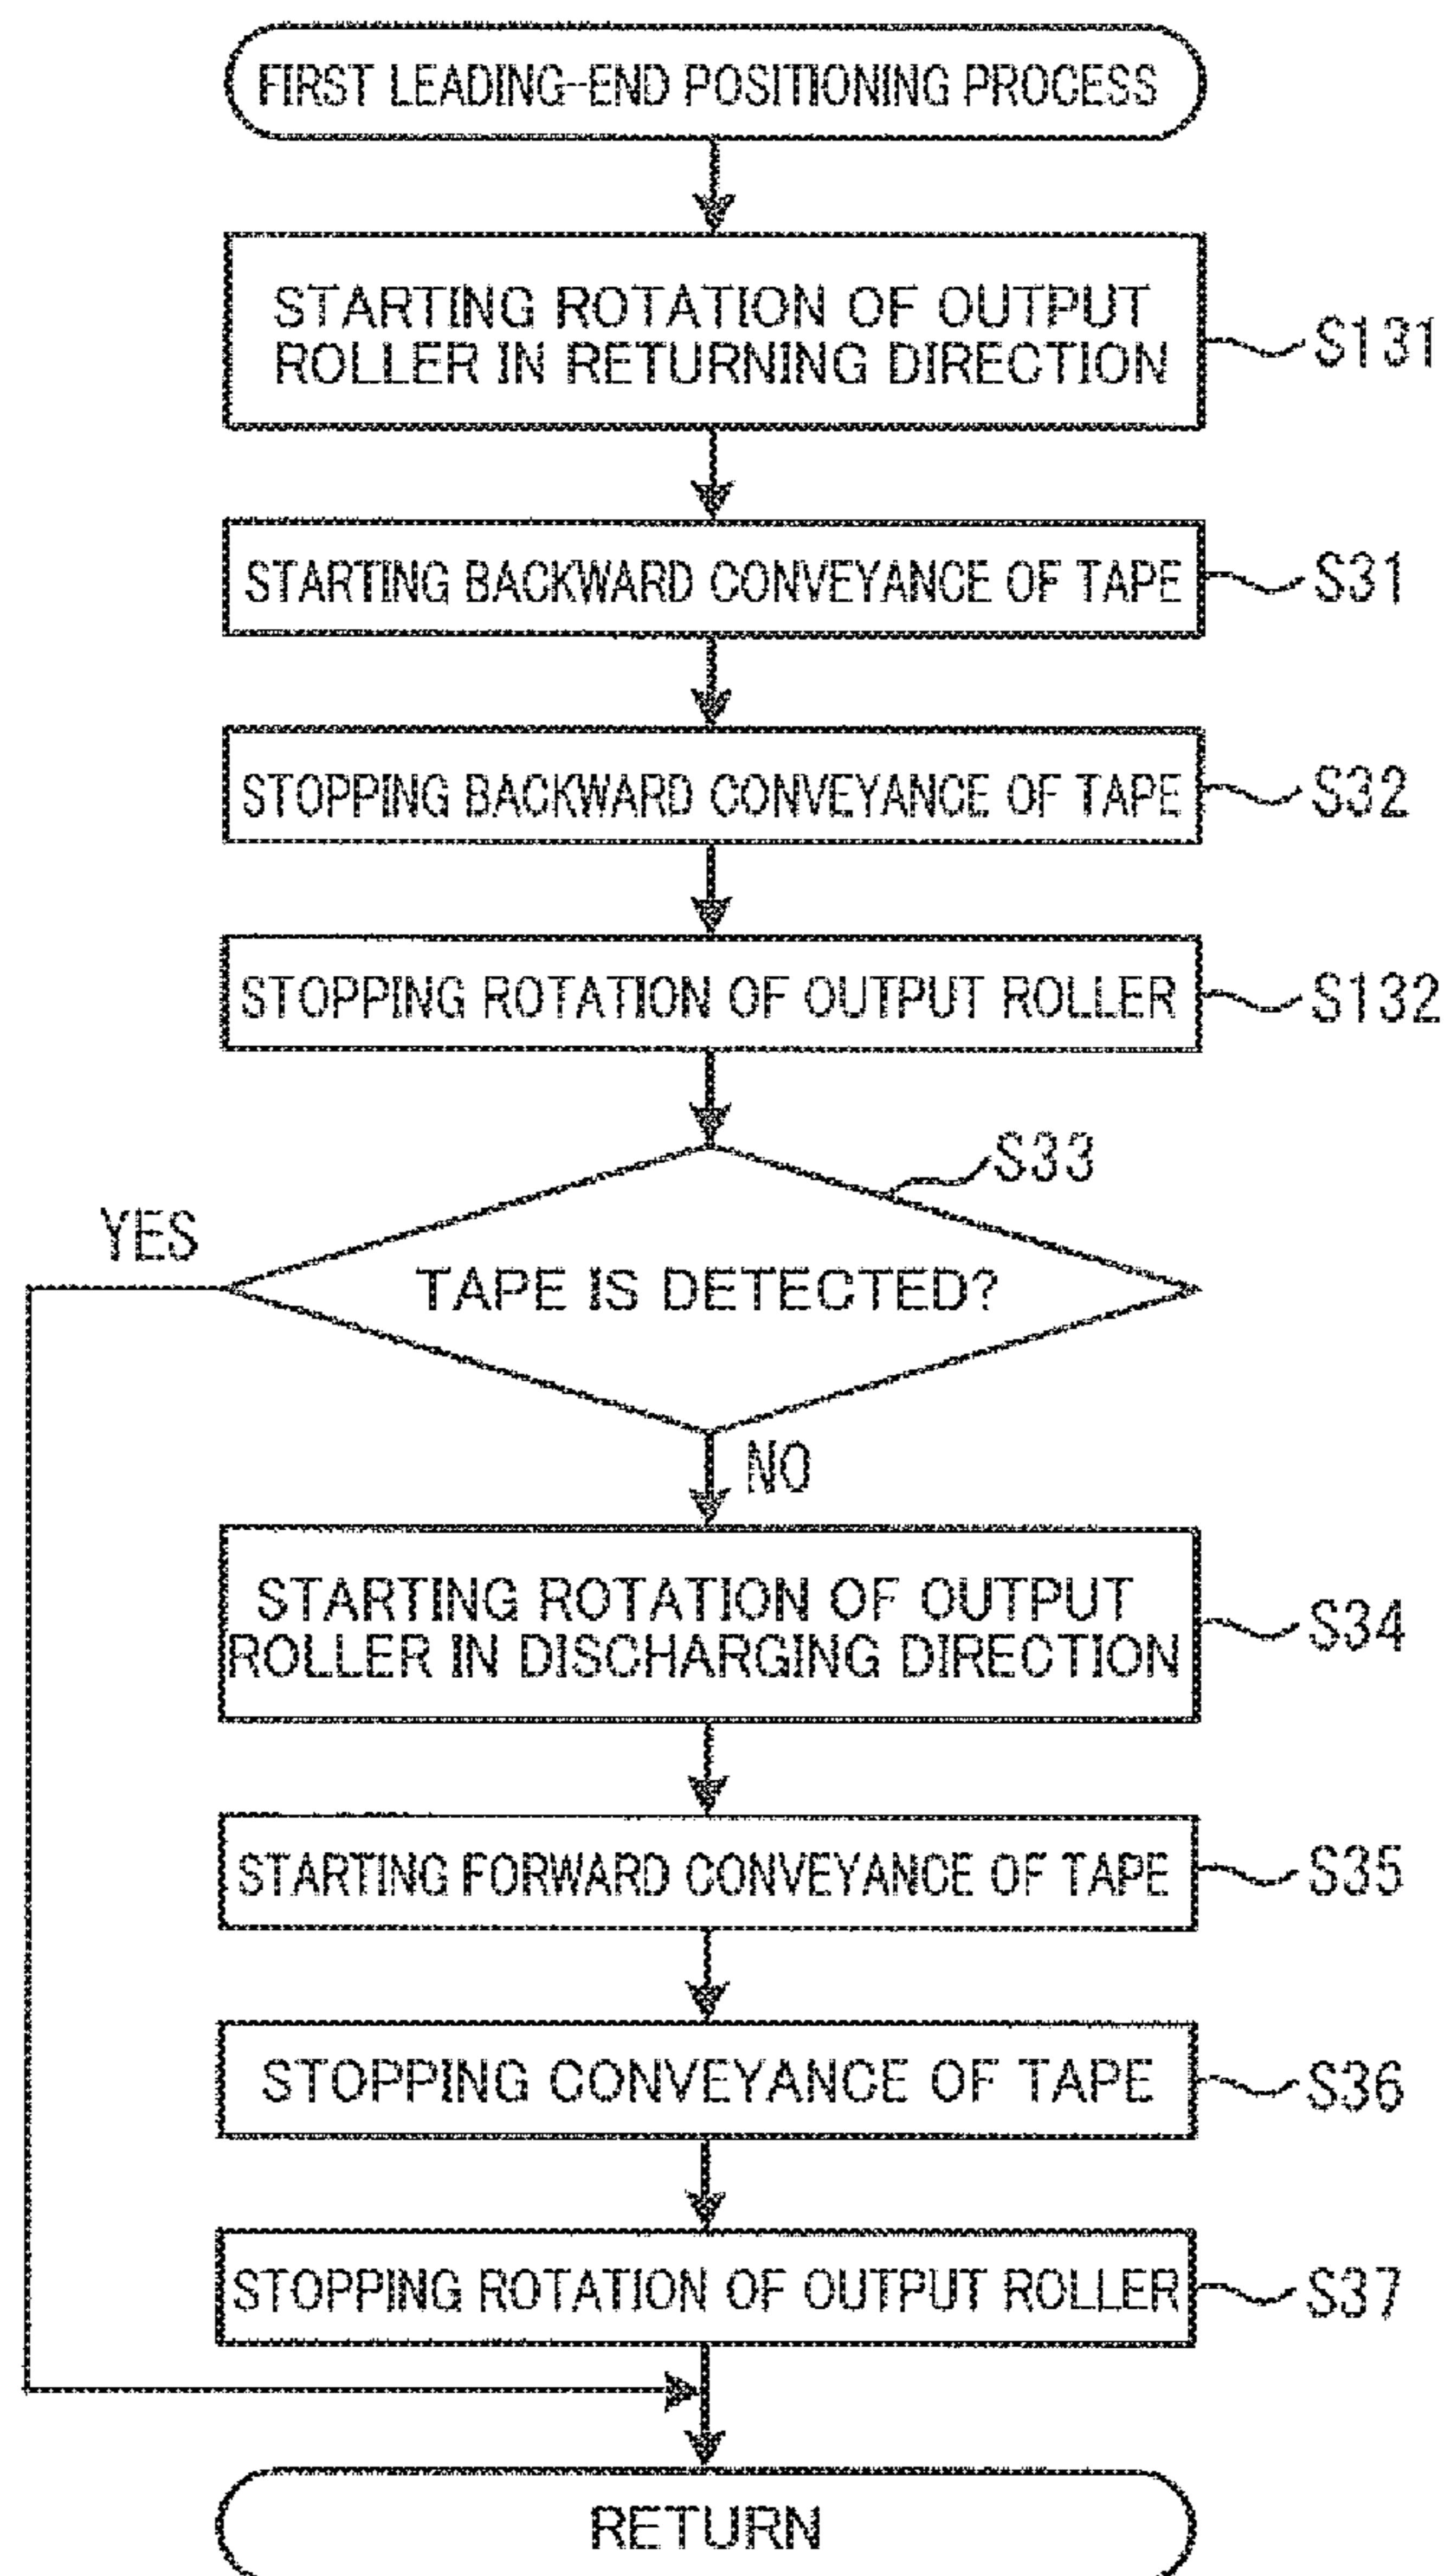 FIRST LEADING-END POSITIONING PROCESS
STARTING ROTATION OF OUTPUT
ROLLER IN RETURNING DIRECTION
S131
STARTING BACKWARD CONVEYANCE OF TAPE
S31
STOPPING BACKWARD CONVEYANCE OF TAPE
S32
STOPPING ROTATION OF OUTPUT ROLLER
S132
S33
YES
TAPE IS DETECTED?
NO
STARTING ROTATION OF OUTPUT
ROLLER IN DISCHARGING DIRECTION
S34
STARTING FORWARD CONVEYANCE OF TAPE
S35
STOPPING CONVEYANCE OF TAPE
S36
STOPPING ROTATION OF OUTPUT ROLLER
S37
RETURN